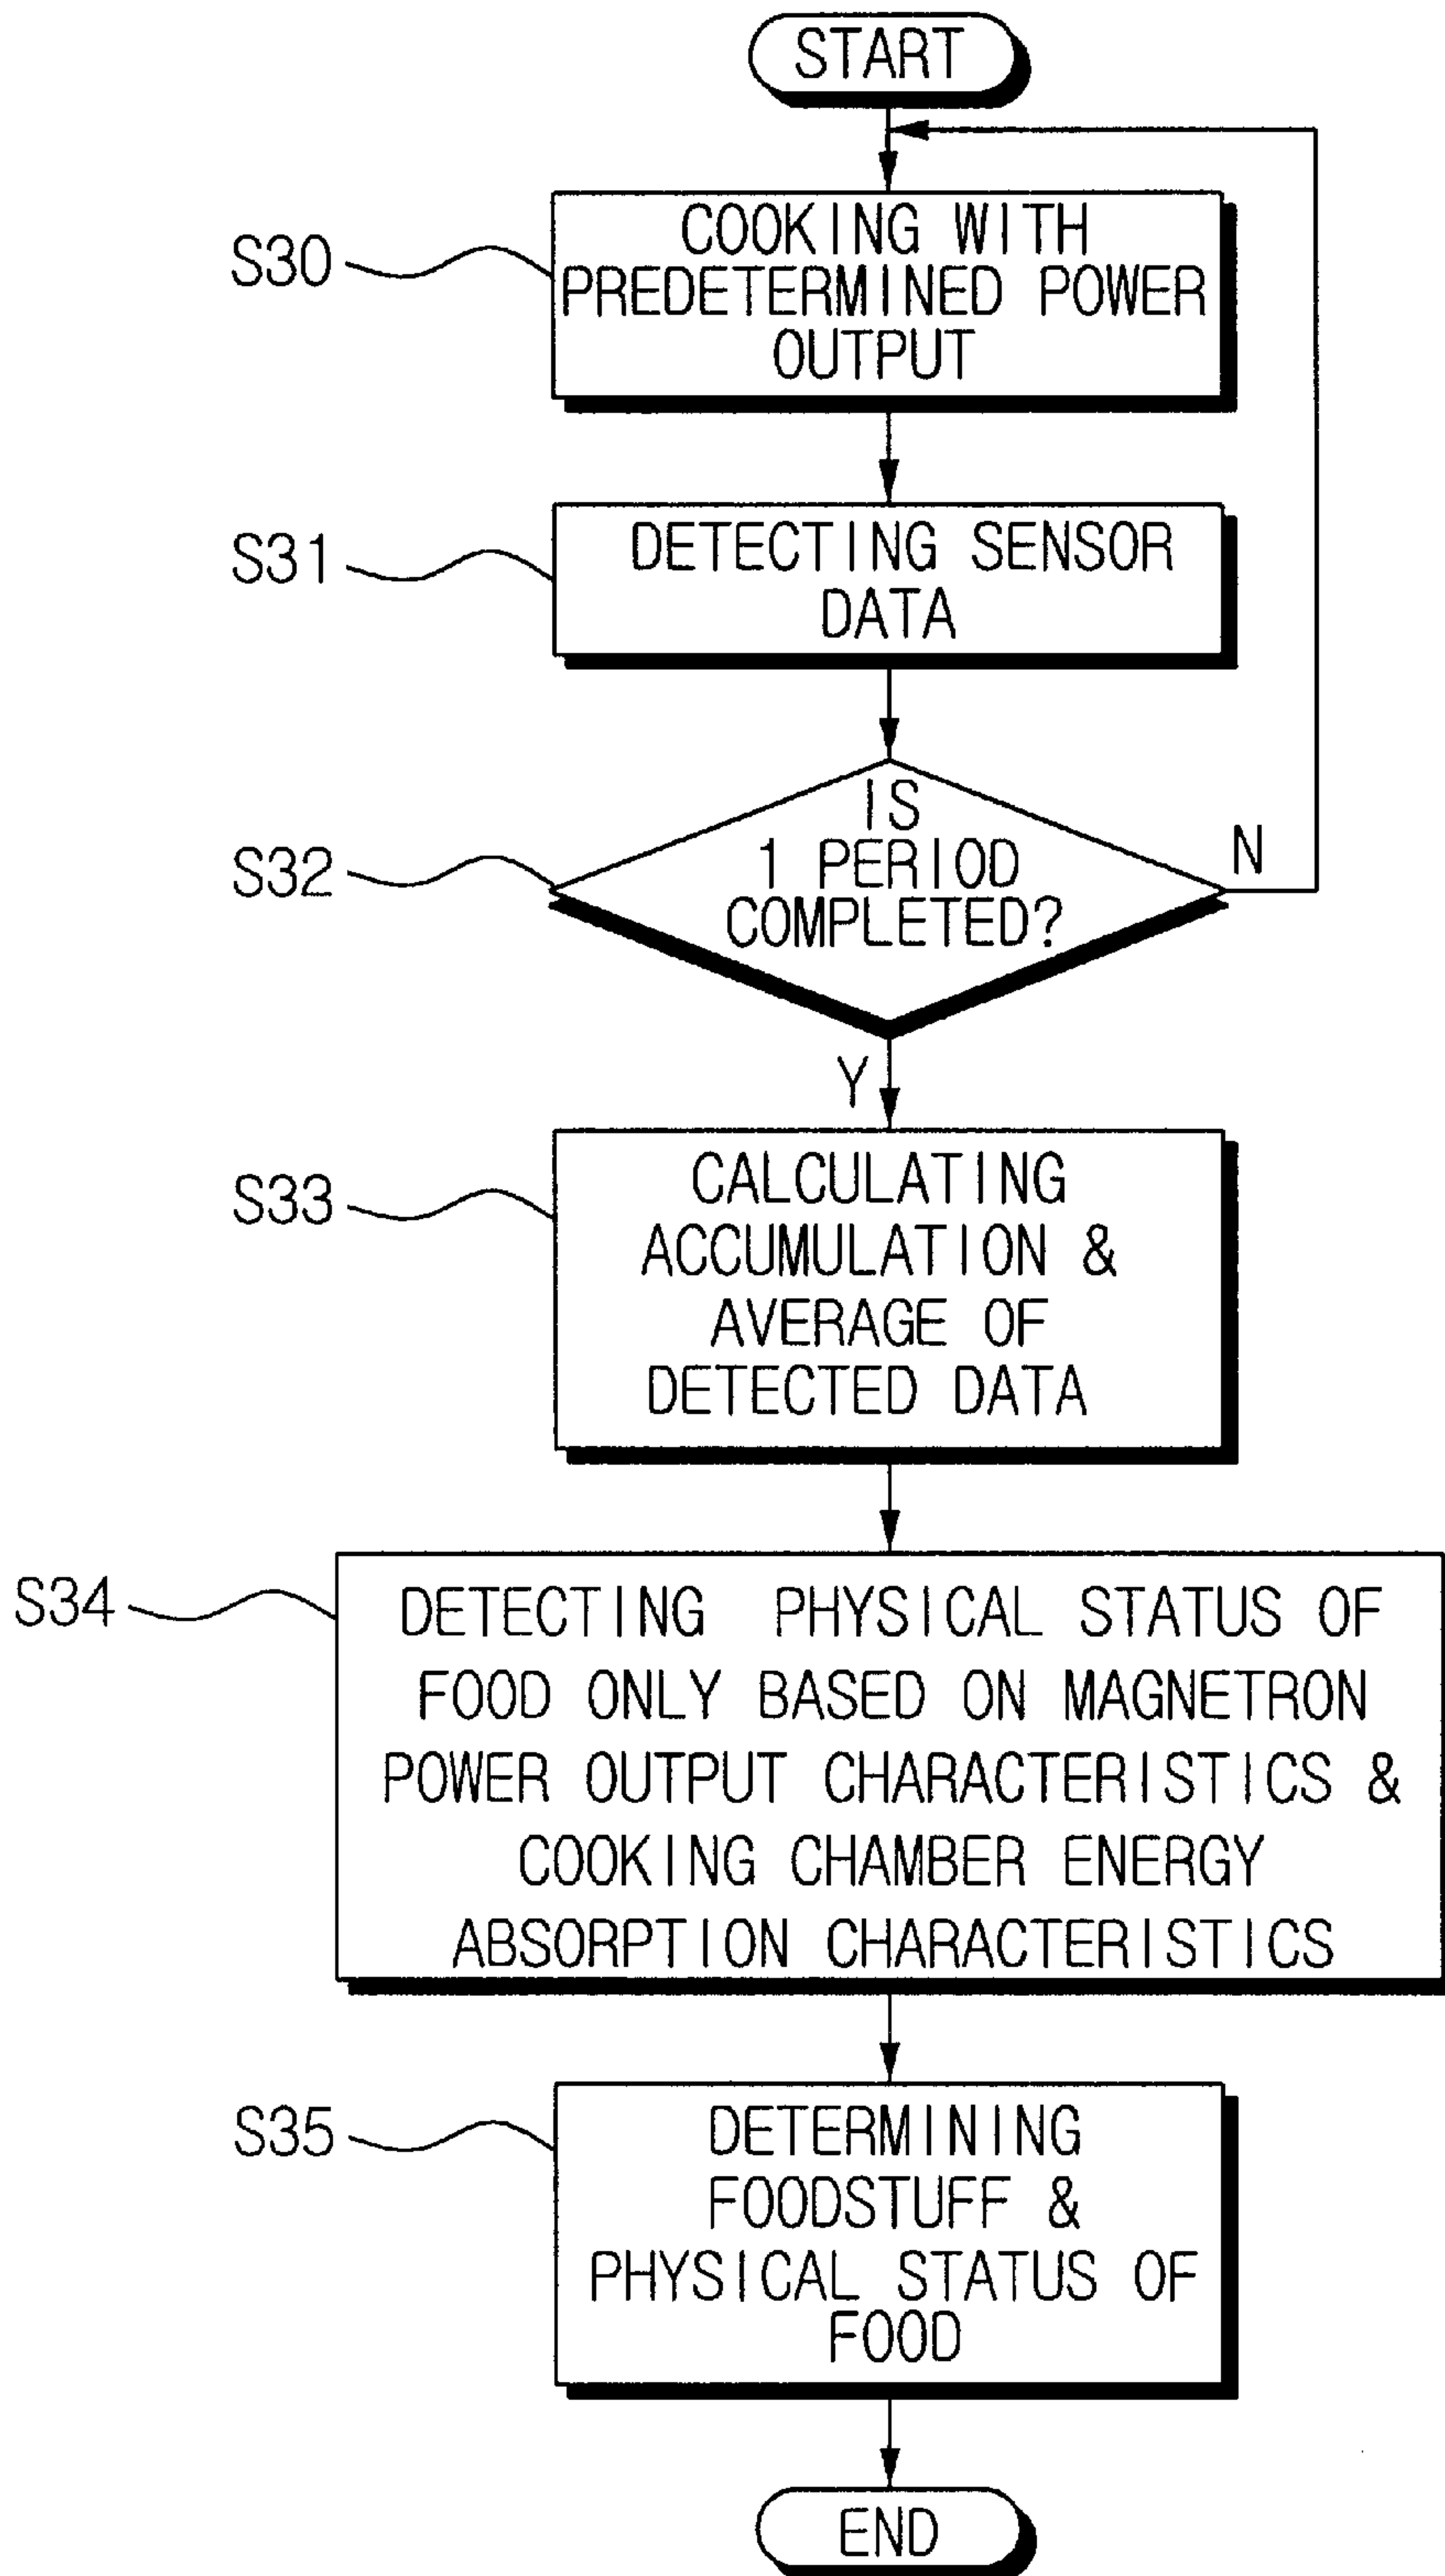 START
S30
COOKING WITH
PREDETERMINED POWER
OUTPUT
S31
DETECTING SENSOR
DATA
S32
IS
1 PERIOD
COMPLETED?
N
Y
S33
CALCULATING
ACCUMULATION &
AVERAGE OF
DETECTED DATA
S34
DETECTING PHYSICAL STATUS OF
FOOD ONLY BASED ON MAGNETRON
POWER OUTPUT CHARACTERISTICS &
COOKING CHAMBER ENERGY
ABSORPTION CHARACTERISTICS
S35
DETERMINING
FOODSTUFF &
PHYSICAL STATUS OF
FOOD
END